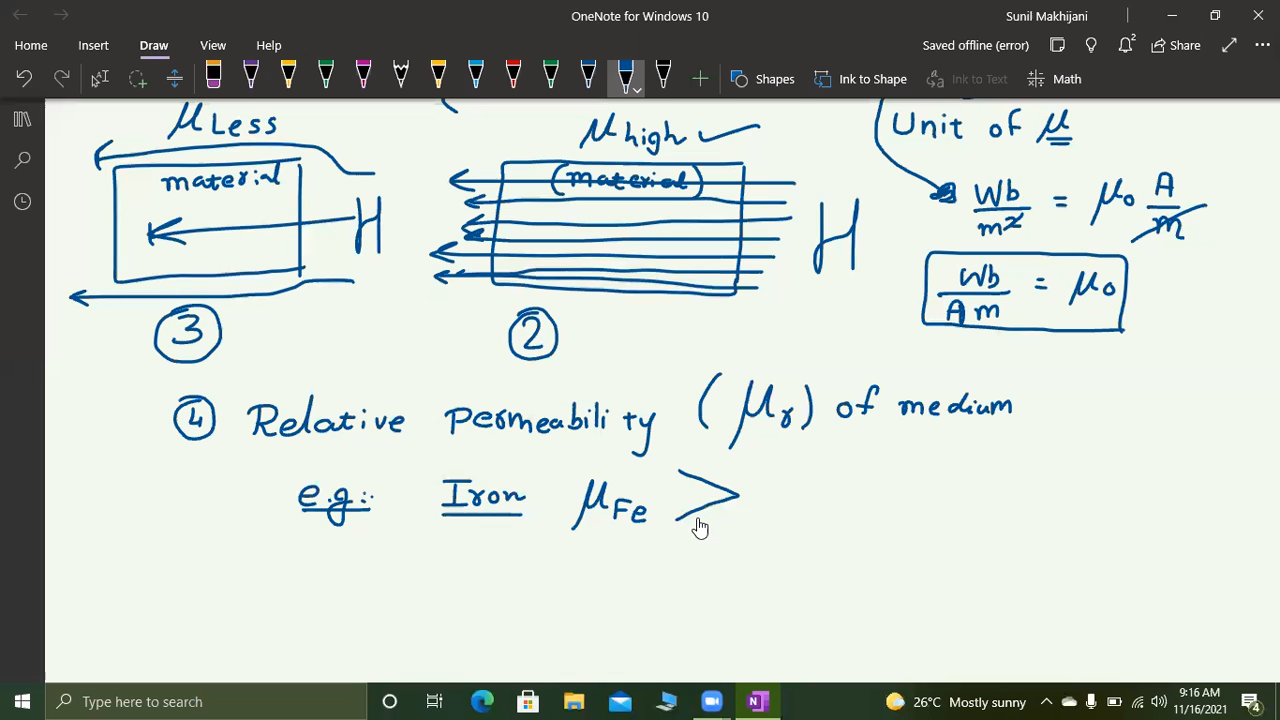 OneNote for Windows 10
Sunil Makhijani
Home
Insert
Draw
View
Help
Saved offline (error)
Share
Shapes
Ink to Shape
Ink to Text
Math
μ Less
material
H
3
μ high
(material)
H
2
Unit of μ
Wb/m² = μ₀ A/m
Wb/A m = μ₀
4 Relative Permeability (μr) of medium
e.g:- Iron μFe >
Type here to search
26°C Mostly sunny
9:16 AM
11/16/2021
4